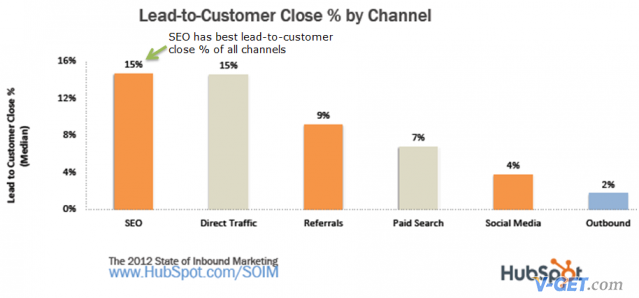 Lead-to-Customer Close % by Channel
SEO has best lead-to-customer
close % of all channels
Lead to Customer Close %
(Median)
16%
12%
8%
4%
0%
15%
15%
9%
7%
4%
2%
SEO
Direct Traffic
Referrals
Paid Search
Social Media
Outbound
The 2012 State of Inbound Marketing
www.HubSpot.com/SOIM
HubSpot
V-GET.com